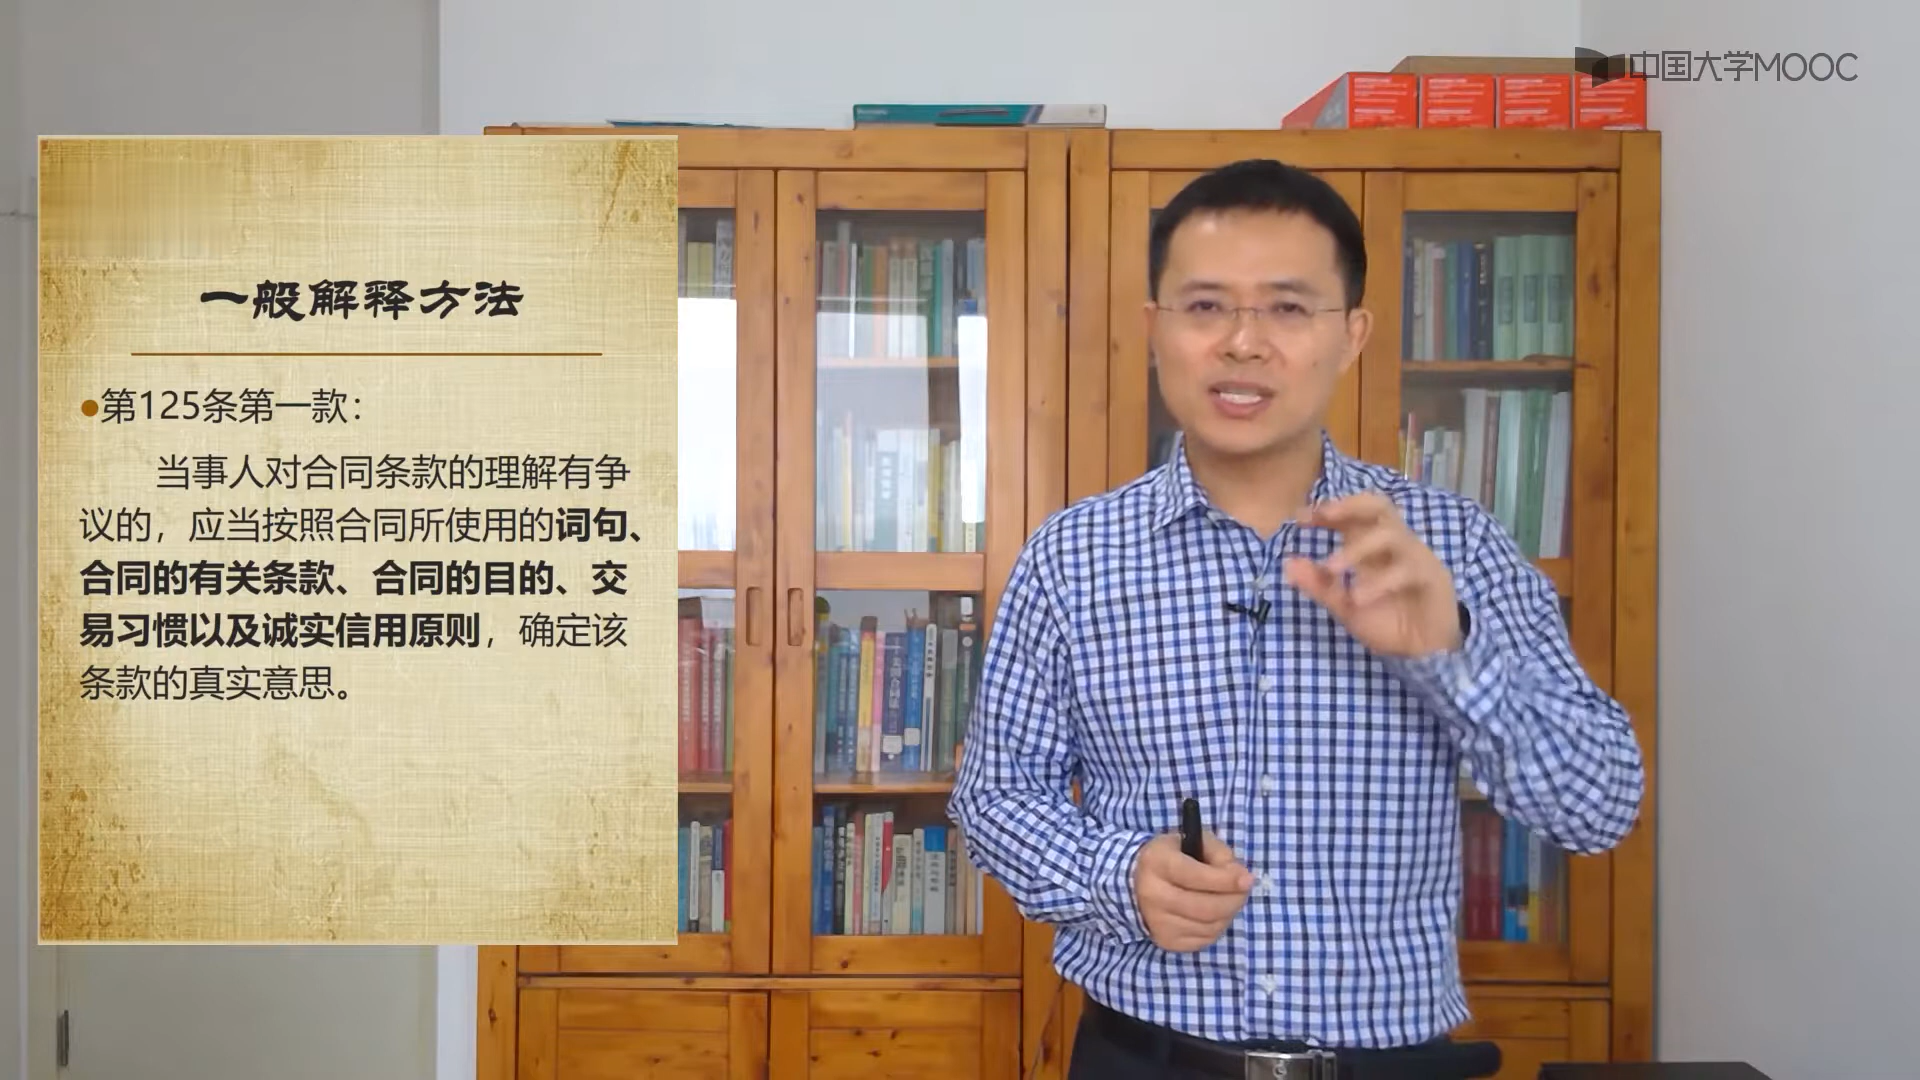 中国大学MOOC
一般解释方法
●第125条第一款：
当事人对合同条款的理解有争
议的，应当按照合同所使用的词句、
合同的有关条款、合同的目的、交
易习惯以及诚实信用原则，确定该
条款的真实意思。